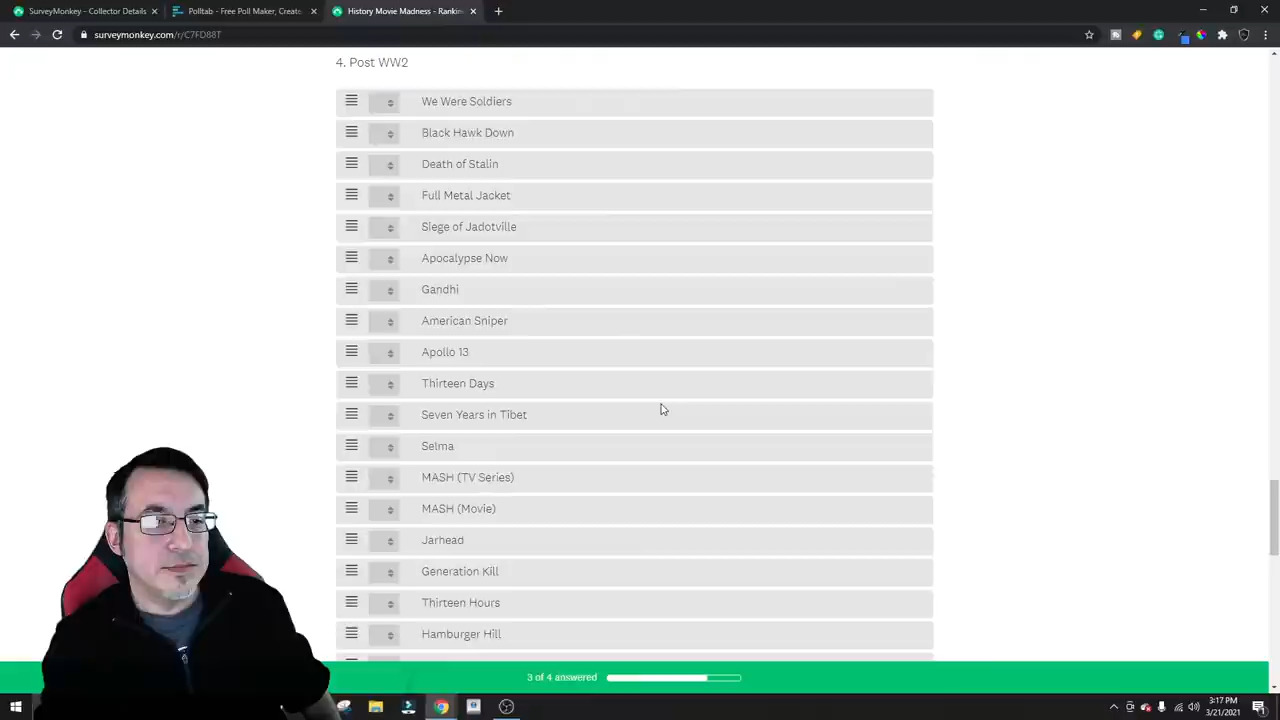 SurveyMonkey - Collector Details
Polltab - Free Poll Maker, Create
History Movie Madness - Ran
surveymonkey.com/r/C7FD88T
4. Post WW2
We Were Soldiers
Black Hawk Down
Death of Stalin
Full Metal Jacket
Siege of Jadotville
Apocalypse Now
Gandhi
American Sniper
Apollo 13
Thirteen Days
Seven Years in Tibet
Selma
MASH (TV Series)
MASH (Movie)
Jarhead
Generation Kill
Thirteen Hours
Hamburger Hill
3 of 4 answered
3:17 PM
3/21/2021